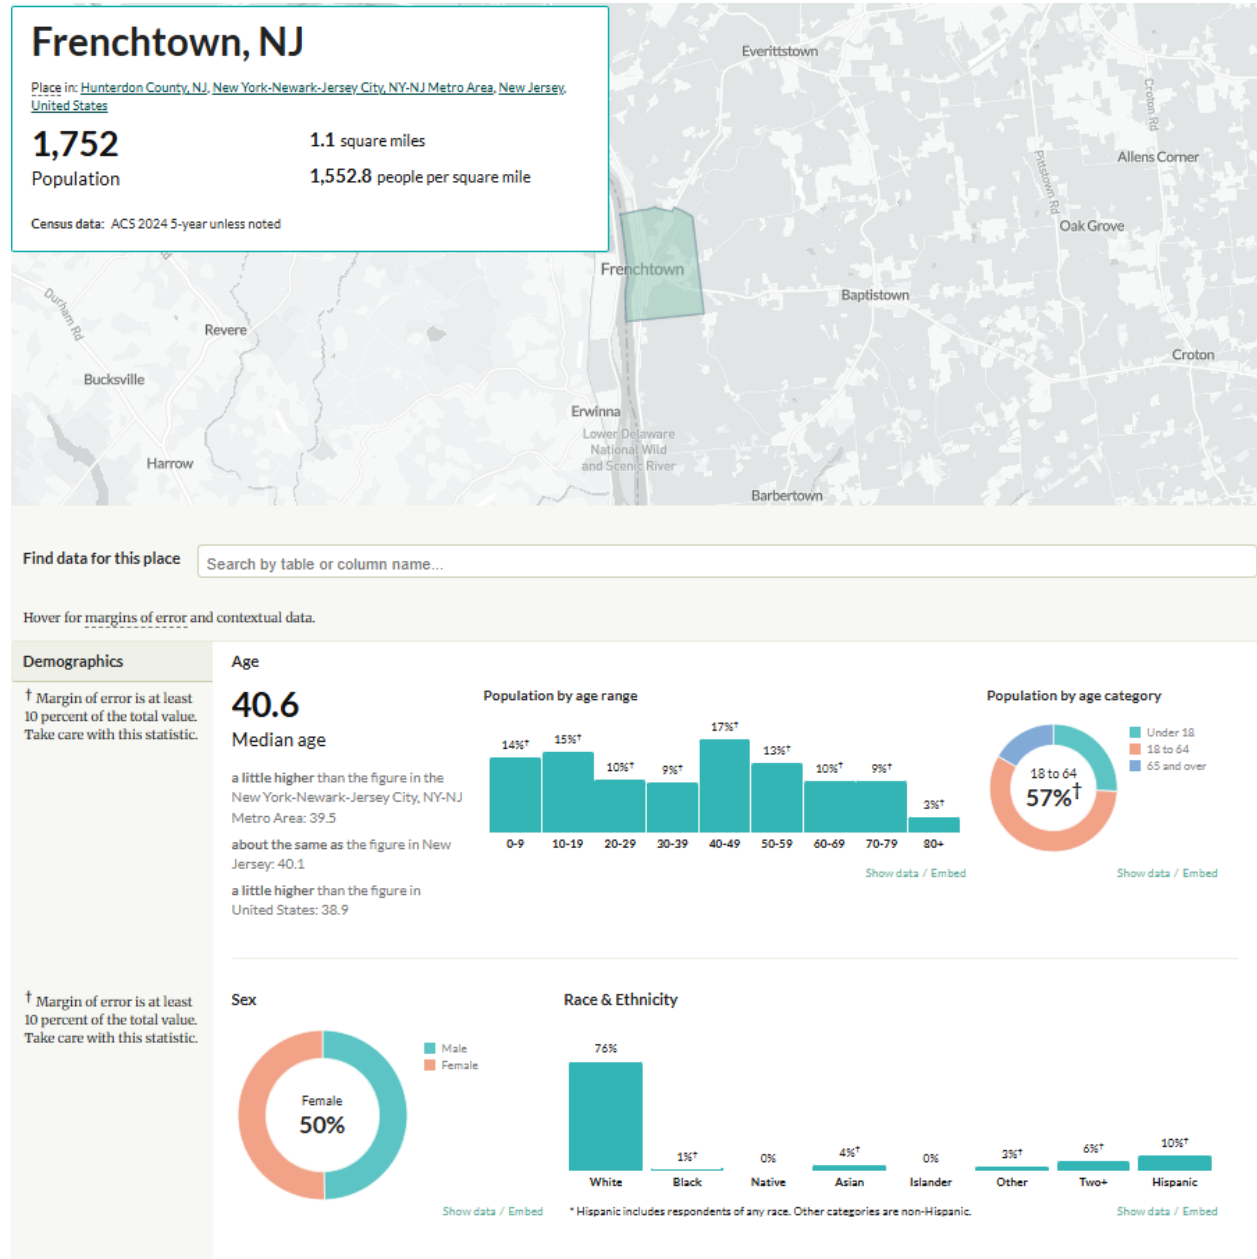 Frenchtown, NJ
Place in: Hunterdon County, NJ, New York-Newark-Jersey City, NY-NJ Metro Area, New Jersey,
United States
1,752
Population
1.1 square miles
1,552.8 people per square mile
Census data: ACS 2024 5-year unless noted
Everittstown
Croton Rd
Allens Corner
Pittstown Rd
Oak Grove
Frenchtown
Baptistown
Durham Rd
Revere
Croton
Bucksville
Erwinna
Lower Delaware
National Wild
and Scenic River
Harrow
Barbertown
Find data for this place
Search by table or column name...
Hover for margins of error and contextual data.
Demographics
† Margin of error is at least
10 percent of the total value.
Take care with this statistic.
Age
40.6
Median age
a little higher than the figure in the
New York-Newark-Jersey City, NY-NJ
Metro Area: 39.5
about the same as the figure in New
Jersey: 40.1
a little higher than the figure in
United States: 38.9
Population by age range
14%† 15%† 10%† 9%† 17%† 13%† 10%† 9%† 3%†
0-9 10-19 20-29 30-39 40-49 50-59 60-69 70-79 80+
Show data / Embed
Population by age category
Under 18
18 to 64
65 and over
18 to 64
57%†
Show data / Embed
† Margin of error is at least
10 percent of the total value.
Take care with this statistic.
Sex
Male
Female
Female
50%
Show data / Embed
Race & Ethnicity
76% 1%† 0% 4%† 0% 3%† 6%† 10%†
White Black Native Asian Islander Other Two+ Hispanic
* Hispanic includes respondents of any race. Other categories are non-Hispanic.
Show data / Embed